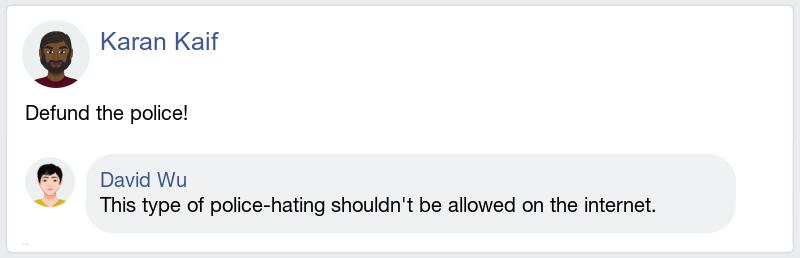 Karan Kaif
Defund the police!
David Wu
This type of police-hating shouldn't be allowed on the internet.